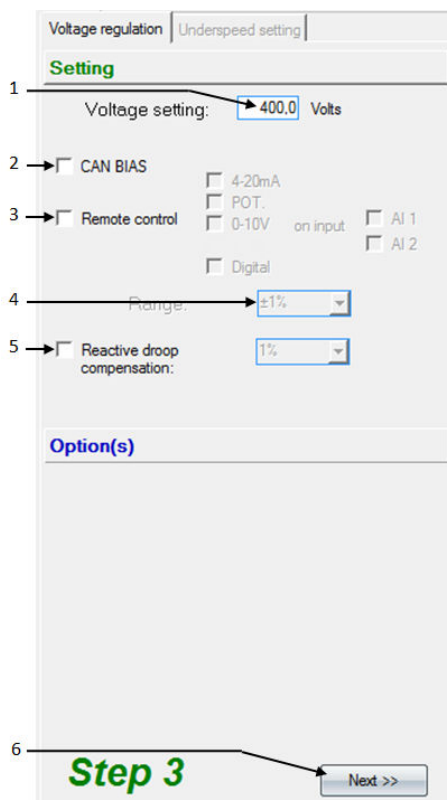 Voltage regulation Underspeed setting
Setting
1
Voltage setting: 400,0 Volts
2 CAN BIAS
4-20mA
POT.
3 Remote control 0-10V on input AI 1
AI 2
Digital
4 Range: ±1%
5 Reactive droop compensation: 1%
Option(s)
6
Step 3 Next >>